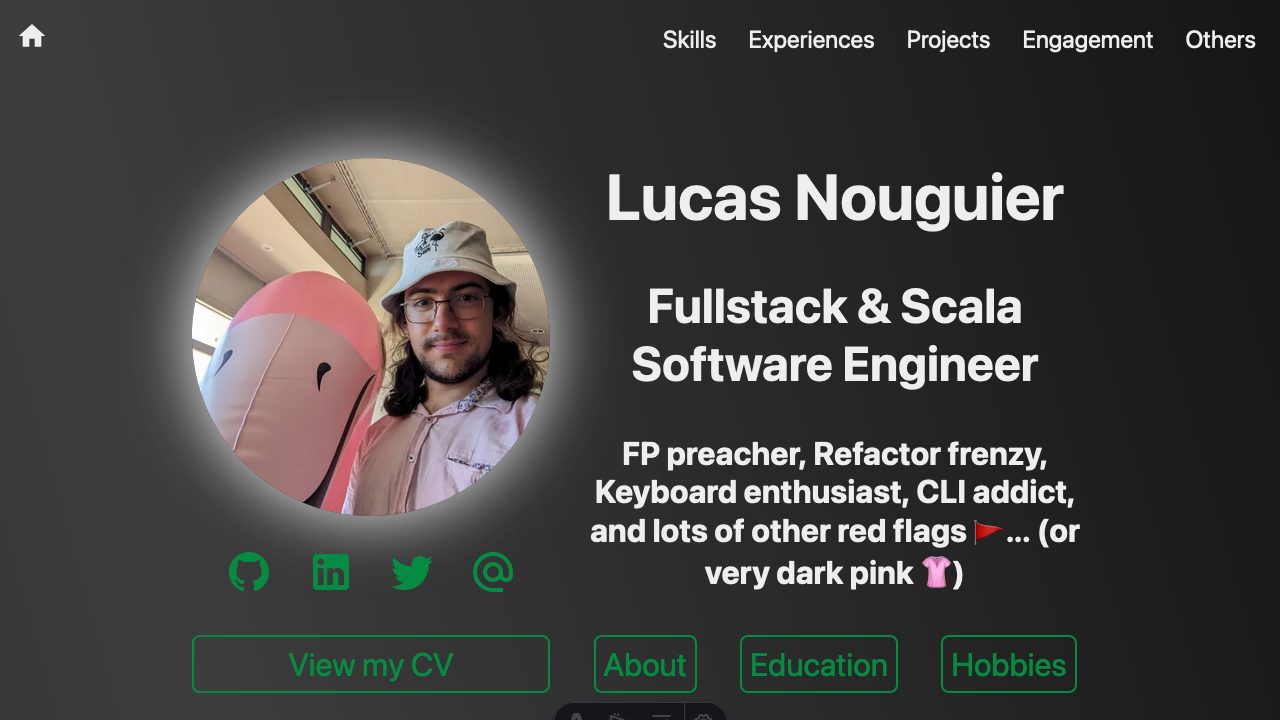 Skills Experiences Projects Engagement Others
Lucas Nouguier
Fullstack & Scala
Software Engineer
FP preacher, Refactor frenzy,
Keyboard enthusiast, CLI addict,
and lots of other red flags 🚩... (or
very dark pink 👚)
View my CV About Education Hobbies